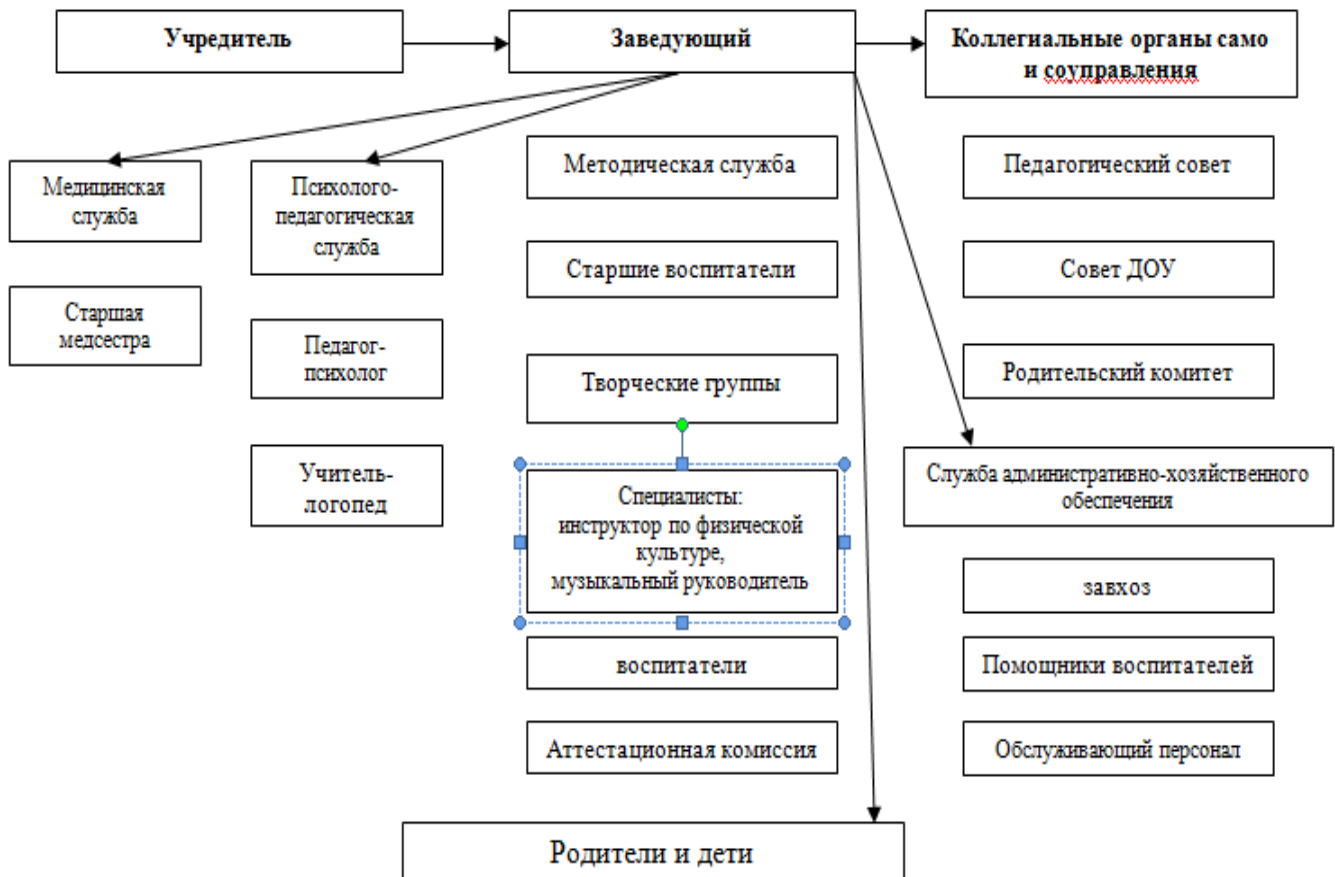 Учредитель
Заведующий
Коллегиальные органы само
и соуправления
Медицинская
служба
Старшая
медсестра
Психолого-
педагогическая
служба
Педагог-
психолог
Учитель-
логопед
Методическая служба
Старшие воспитатели
Творческие группы
Специалисты:
инструктор по физической
культуре,
музыкальный руководитель
воспитатели
Аттестационная комиссия
Педагогический совет
Совет ДОУ
Родительский комитет
Служба административно-хозяйственного
обеспечения
завхоз
Помощники воспитателей
Обслуживающий персонал
Родители и дети